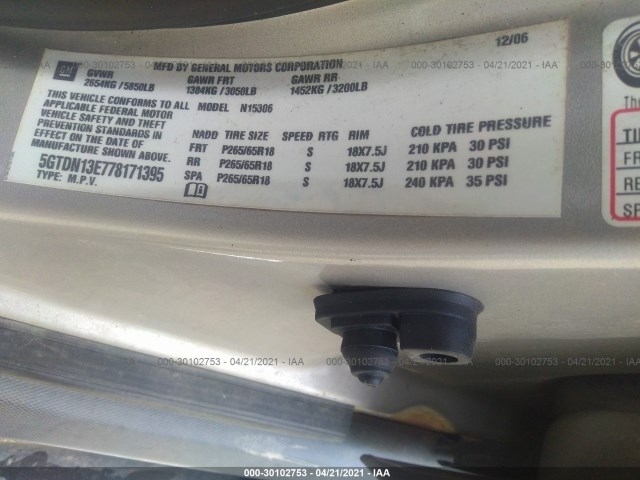 GM
MFD BY GENERAL MOTORS CORPORATION
12/06
GVWR GAWR FRT GAWR RR
2654KG / 5850LB 1384KG / 3050LB 1452KG / 3200LB
THIS VEHICLE CONFORMS TO ALL MODEL N15306
APPLICABLE FEDERAL MOTOR
VEHICLE SAFETY AND THEFT
PREVENTION STANDARDS IN
EFFECT ON THE DATE OF
MANUFACTURE SHOWN ABOVE.
5GTDN13E778171395
TYPE: M.P.V.
NADD TIRE SIZE SPEED RTG RIM COLD TIRE PRESSURE
FRT P265/65R18 S 18X7.5J 210 KPA 30 PSI
RR P265/65R18 S 18X7.5J 210 KPA 30 PSI
SPA P265/65R18 S 18X7.5J 240 KPA 35 PSI
000-30102753 - 04/21/2021 - IAA
000-30102753 - 04/21/2021 - IAA
000-30102753 - 04/21/2021 - IAA
000-30102753 - 04/21/2021 - IAA
000-30102753 - 04/21/2021 - IAA